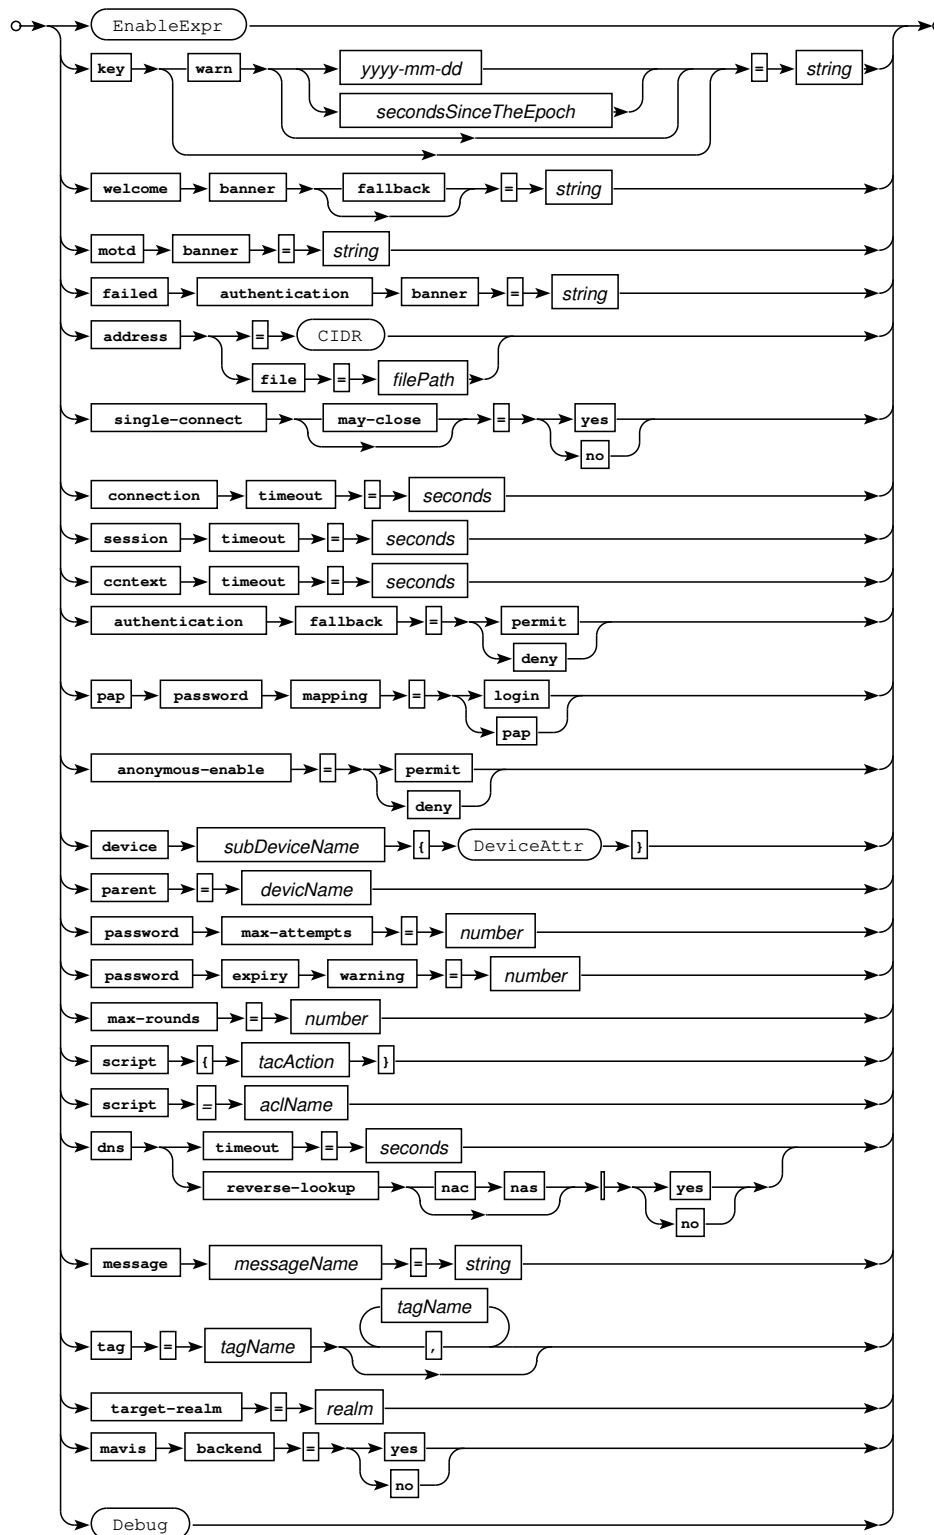 EnableExpr
key warn yyyy-mm-dd = string
secondsSinceTheEpoch
welcome banner fallback = string
motd banner = string
failed authentication banner = string
address = CIDR
file = filePath
single-connect may-close = yes
no
connection timeout = seconds
session timeout = seconds
ccntext timeout = seconds
authentication fallback = permit
deny
pap password mapping = login
pap
anonymous-enable = permit
deny
device subDeviceName { DeviceAttr }
parent = devicName
password max-attempts = number
password expiry warning = number
max-rounds = number
script { tacAction }
script = aclName
dns timeout = seconds
reverse-lookup nac nas | yes
no
message messageName = string
tagName
tag = tagName ,
target-realm = realm
mavis backend = yes
no
Debug